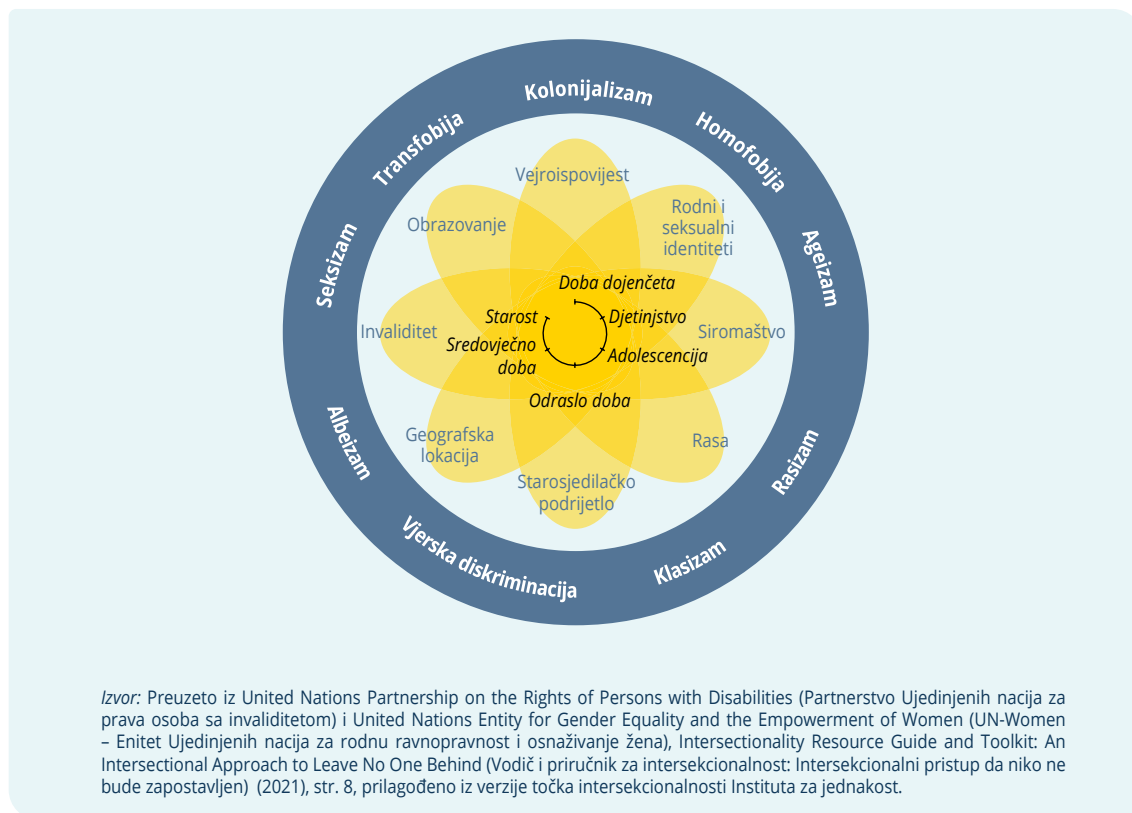 Kolonijalizam
Homofobija
Ageizam
Rasizam
Klasizam
Vjerska diskriminacija
Albeizam
Seksizam
Transfobija
Vejroispovijest
Rodni i
seksualni
identiteti
Siromaštvo
Rasa
Starosjedilačko
podrijetlo
Geografska
lokacija
Invaliditet
Obrazovanje
Doba dojenčeta
Djetinjstvo
Adolescencija
Odraslo doba
Sredovječno
doba
Starost
Izvor: Preuzeto iz United Nations Partnership on the Rights of Persons with Disabilities (Partnerstvo Ujedinjenih nacija za
prava osoba sa invaliditetom) i United Nations Entity for Gender Equality and the Empowerment of Women (UN-Women
– Enitet Ujedinjenih nacija za rodnu ravnopravnost i osnaživanje žena), Intersectionality Resource Guide and Toolkit: An
Intersectional Approach to Leave No One Behind (Vodič i priručnik za intersekcionalnost: Intersekcionalni pristup da niko ne
bude zapostavljen) (2021), str. 8, prilagođeno iz verzije točka intersekcionalnosti Instituta za jednakost.